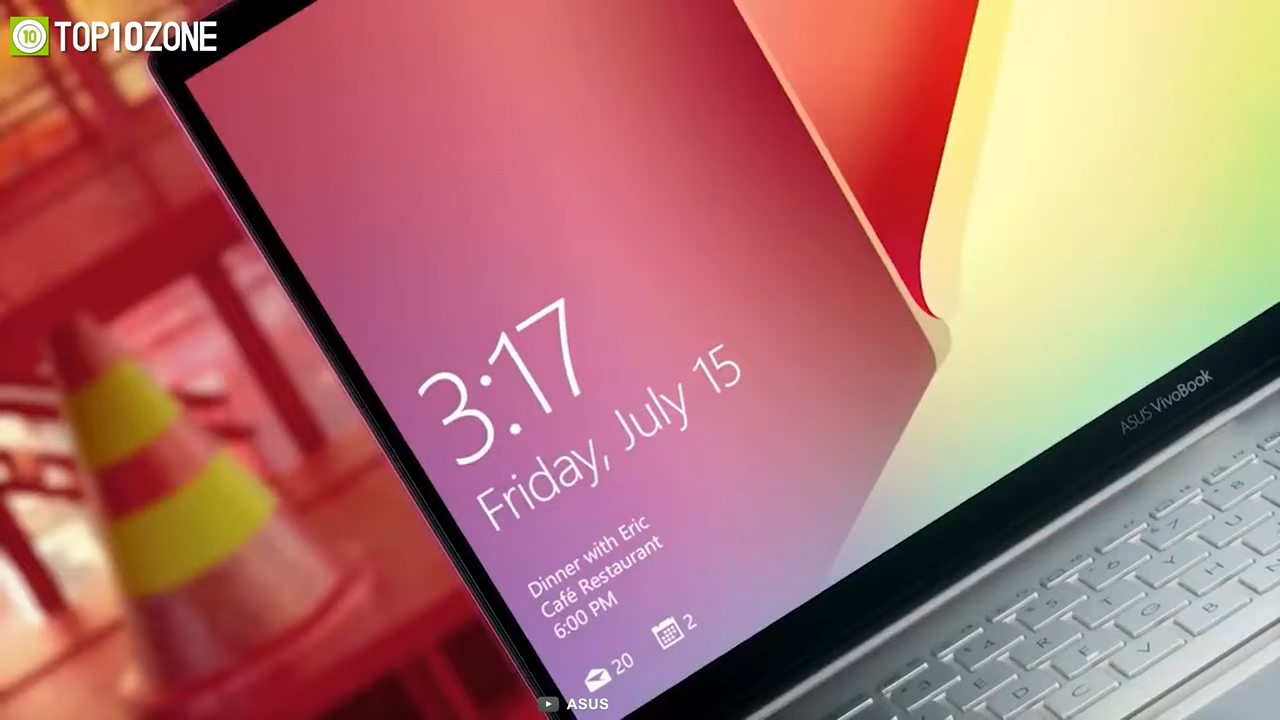 TOP10ZONE
3:17
Friday, July 15
Dinner with Eric
Café Restaurant
6:00 PM
20
2
ASUS VivoBook
ASUS